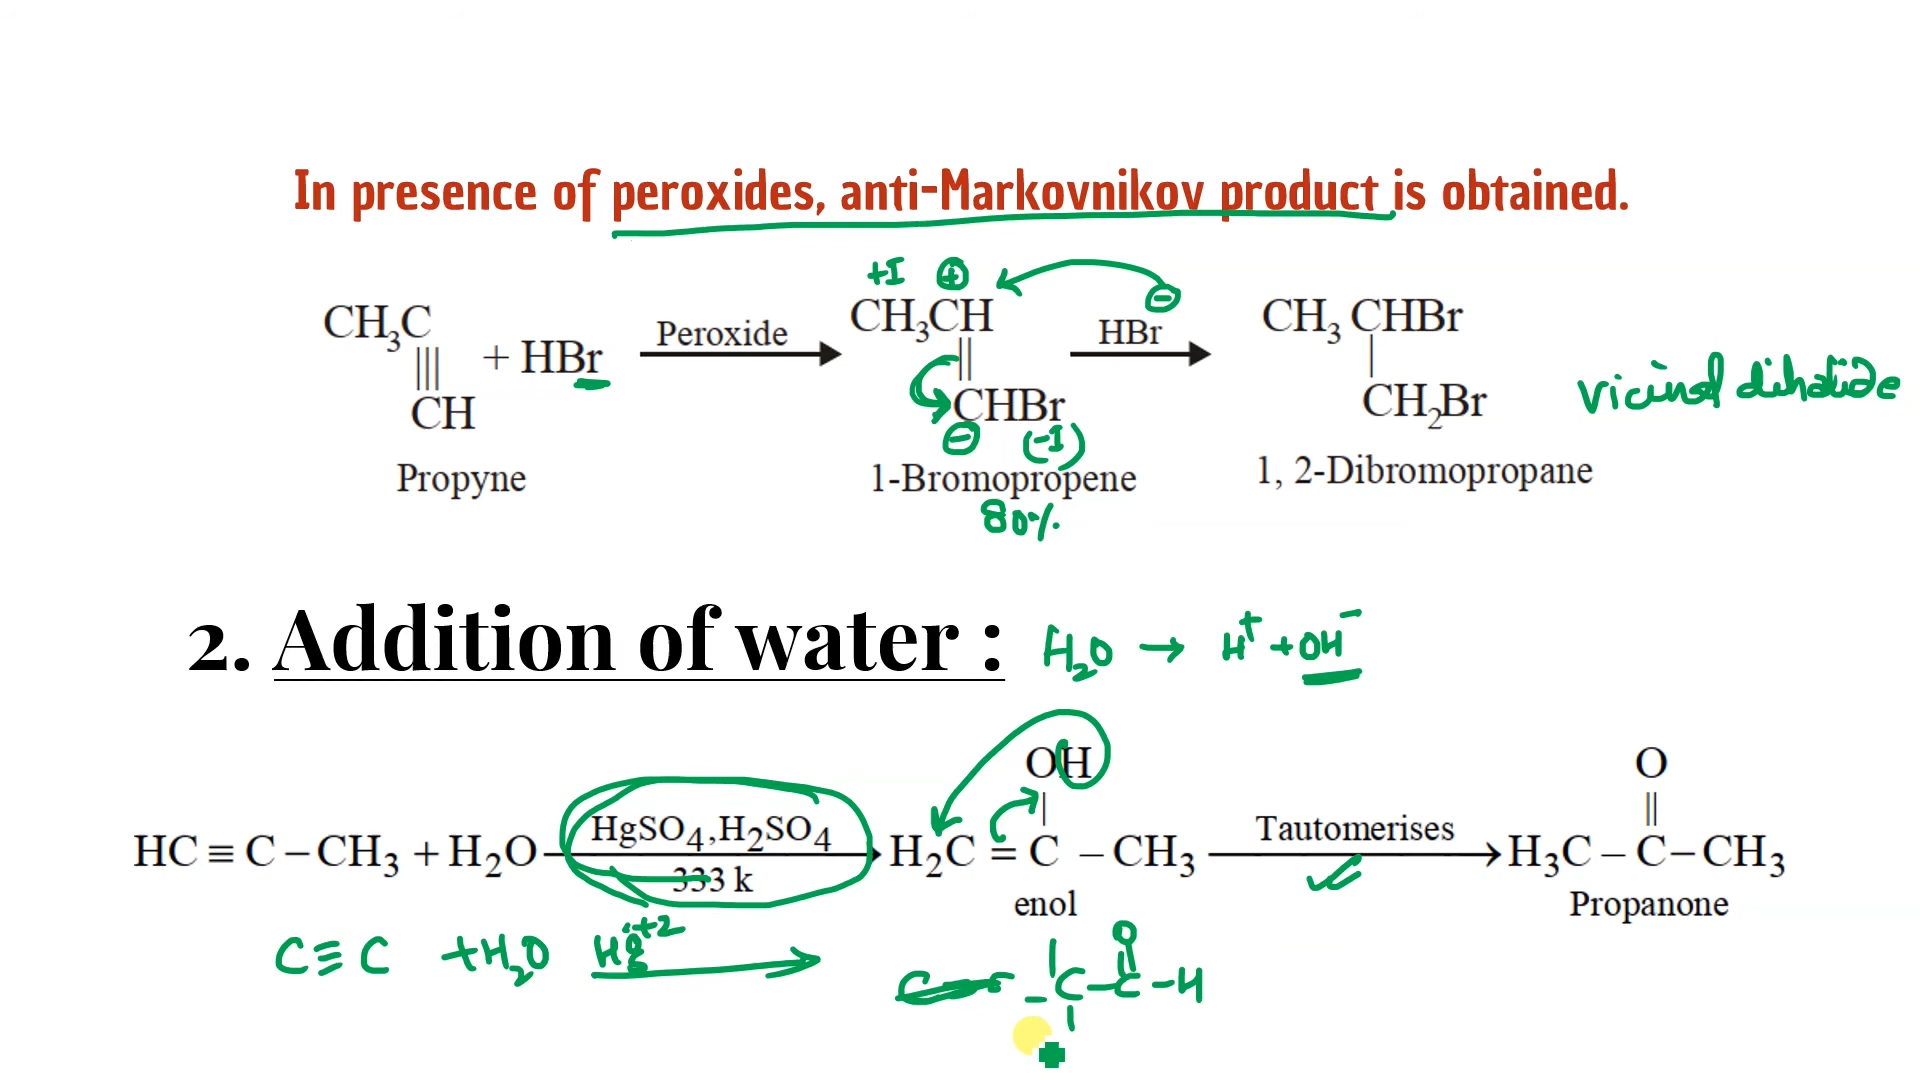 In presence of peroxides, anti-Markovnikov product is obtained.
+I ⊕ ⊖
CH₃C ||| CH + HBr Peroxide CH₃CH || CHBr HBr CH₃ CHBr | CH₂Br vicinal dihalide
⊖ (-I)
Propyne 1-Bromopropene 1, 2-Dibromopropane
80%
2. Addition of water : H₂O → H⁺ + OH⁻
HC ≡ C – CH₃ + H₂O HgSO₄,H₂SO₄ 333 k H₂C = C(OH) – CH₃ Tautomerises H₃C – C(=O) – CH₃
enol Propanone
C≡C + H₂O Hg⁺² -C-C(=O)-H